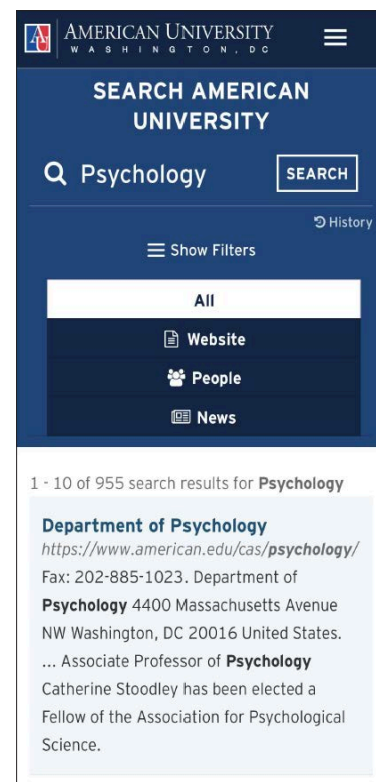 AMERICAN UNIVERSITY
WASHINGTON, DC
SEARCH AMERICAN
UNIVERSITY
Psychology
SEARCH
History
Show Filters
All
Website
People
News
1 - 10 of 955 search results for Psychology
Department of Psychology
https://www.american.edu/cas/psychology/
Fax: 202-885-1023. Department of
Psychology 4400 Massachusetts Avenue
NW Washington, DC 20016 United States.
... Associate Professor of Psychology
Catherine Stoodley has been elected a
Fellow of the Association for Psychological
Science.